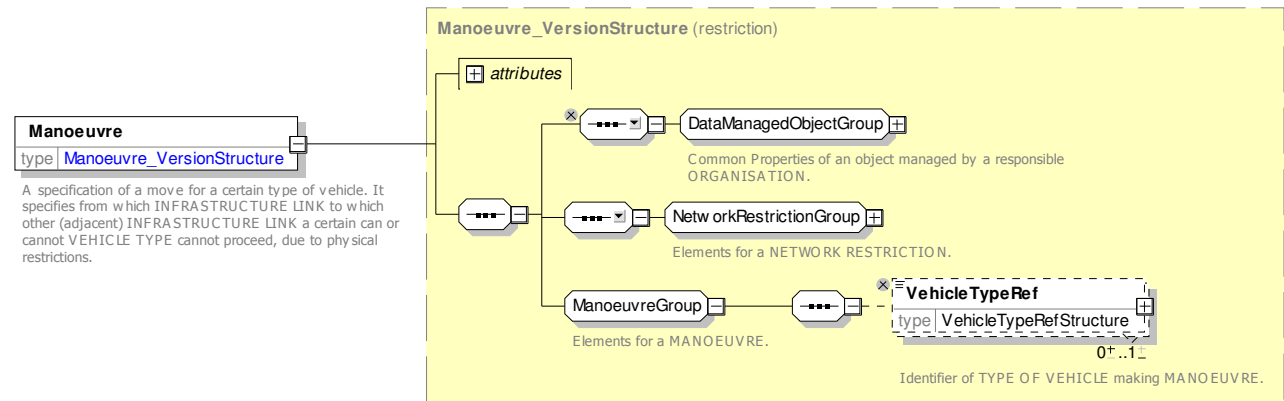 Manoeuvre_VersionStructure (restriction)
attributes
Manoeuvre
type Manoeuvre_VersionStructure
A specification of a move for a certain type of vehicle. It
specifies from which INFRASTRUCTURE LINK to which
other (adjacent) INFRASTRUCTURE LINK a certain can or
cannot VEHICLE TYPE cannot proceed, due to physical
restrictions.
DataManagedObjectGroup
Common Properties of an object managed by a responsible
ORGANISATION.
NetworkRestrictionGroup
Elements for a NETWORK RESTRICTION.
ManoeuvreGroup
Elements for a MANOEUVRE.
VehicleTypeRef
type VehicleTypeRefStructure
0..1
Identifier of TYPE OF VEHICLE making MANOEUVRE.